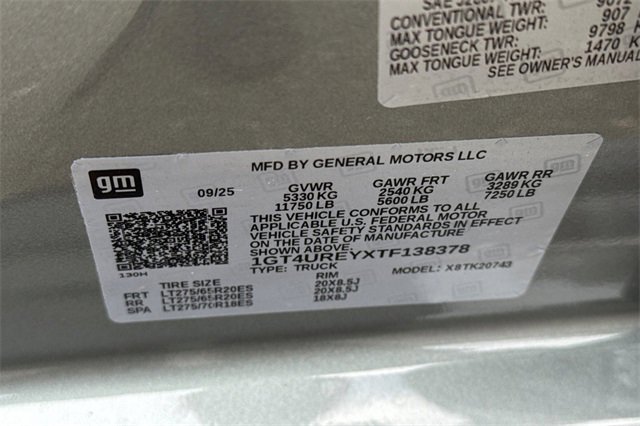 CONVENTIONAL TWR:
MAX TONGUE WEIGHT: 907
GOOSENECK TWR: 9798
MAX TONGUE WEIGHT: 1470 K
SEE OWNER'S MANUAL
gm
MFD BY GENERAL MOTORS LLC
09/25 GVWR GAWR FRT GAWR RR
5330 KG 2540 KG 3289 KG
11750 LB 5600 LB 7250 LB
THIS VEHICLE CONFORMS TO ALL
APPLICABLE U.S. FEDERAL MOTOR
VEHICLE SAFETY STANDARDS IN EFFECT
ON THE DATE OF MANUFACTURE
SHOWN ABOVE.
1GT4UREYXTF138378
130H TYPE: TRUCK MODEL: X8TK20743
TIRE SIZE RIM
FRT LT275/65R20ES 20X8.5J
RR LT275/65R20ES 20X8.5J
SPA LT275/70R18ES 18X8J